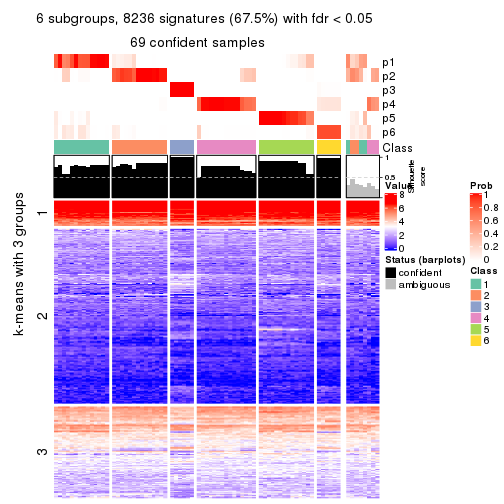 6 subgroups, 8236 signatures (67.5%) with fdr < 0.05
69 confident samples
p1
p2
p3
p4
p5
p6
Class
1
0.5
0
Silhouette
score
k-means with 3 groups
1
2
3
Value
8
6
4
2
0
Status (barplots)
confident
ambiguous
Prob
1
0.8
0.6
0.4
0.2
0
Class
1
2
3
4
5
6